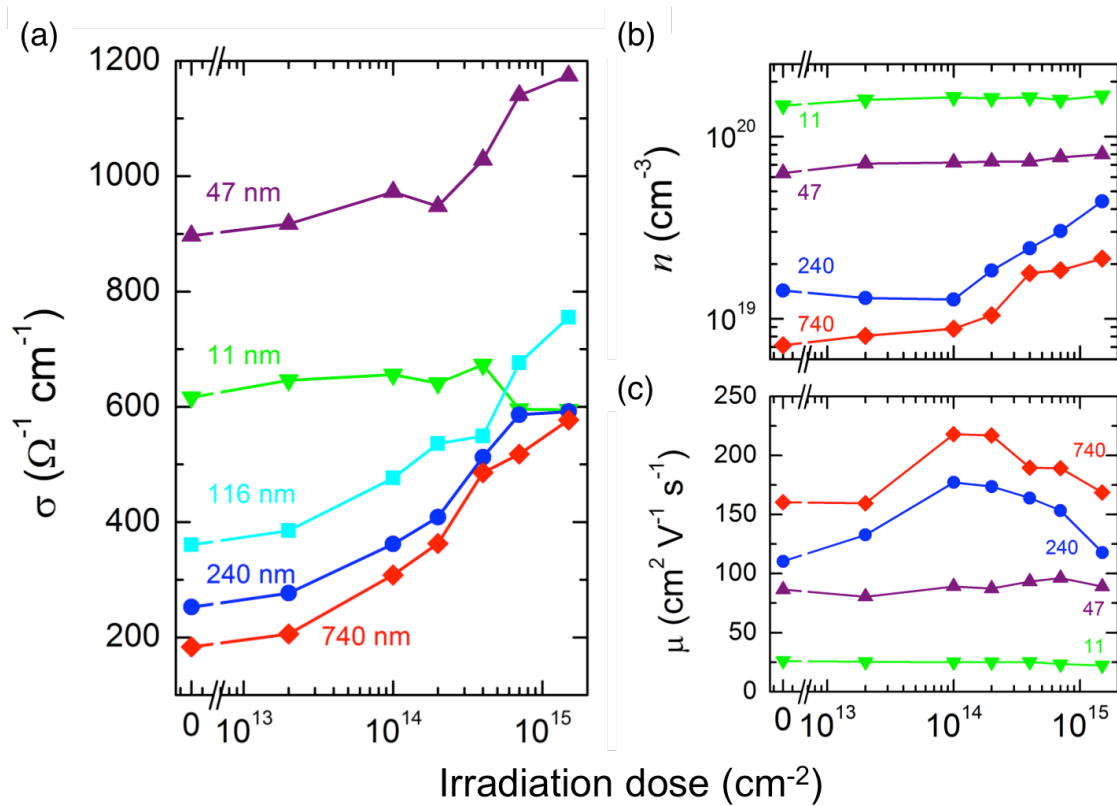 (a)
1200
1000
800
600
400
200
σ (Ω⁻¹ cm⁻¹)
47 nm
11 nm
116 nm
240 nm
740 nm
0 10¹³ 10¹⁴ 10¹⁵
(b)
10²⁰
10¹⁹
n (cm⁻³)
11
47
240
740
(c)
250
200
150
100
50
0
μ (cm² V⁻¹ s⁻¹)
740
240
47
11
0 10¹³ 10¹⁴ 10¹⁵
Irradiation dose (cm⁻²)